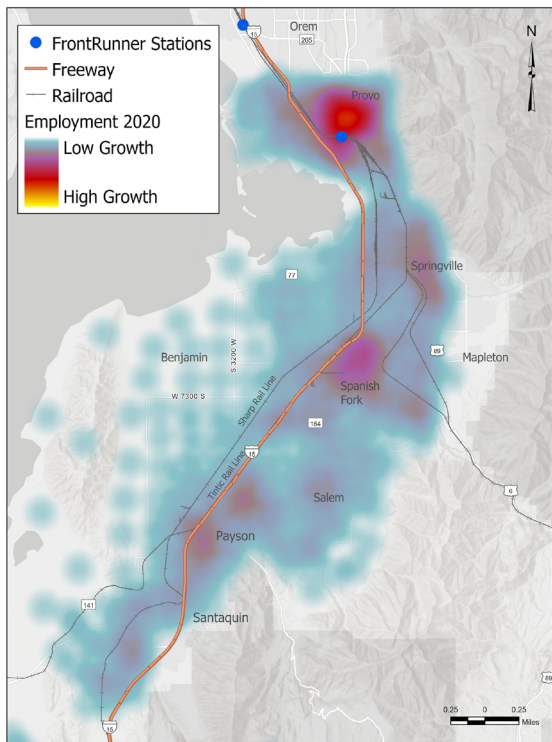 FrontRunner Stations
Freeway
Railroad
Employment 2020
Low Growth
High Growth
Orem
15
265
N
Provo
77
Springville
S 3200 W
Benjamin
89
Mapleton
W 7300 S
Sharp Rail Line
Spanish
Fork
164
15
Tintic Rail Line
6
Salem
Payson
141
Santaquin
89
15
0.25 0 0.25
Miles